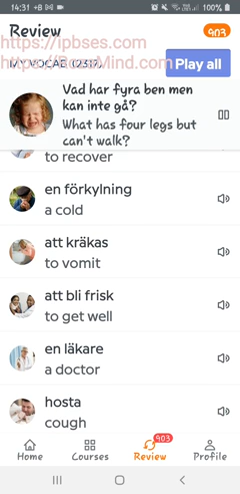 14:31 +B
100%
Review
903
https://ipbses.com
MY VOCAB (2317)
Play all
Vad har fyra ben men
kan inte gå?
What has four legs but
can't walk?
to recover
en förkylning
a cold
att kräkas
to vomit
att bli frisk
to get well
en läkare
a doctor
hosta
cough
903
Home Courses Review Profile